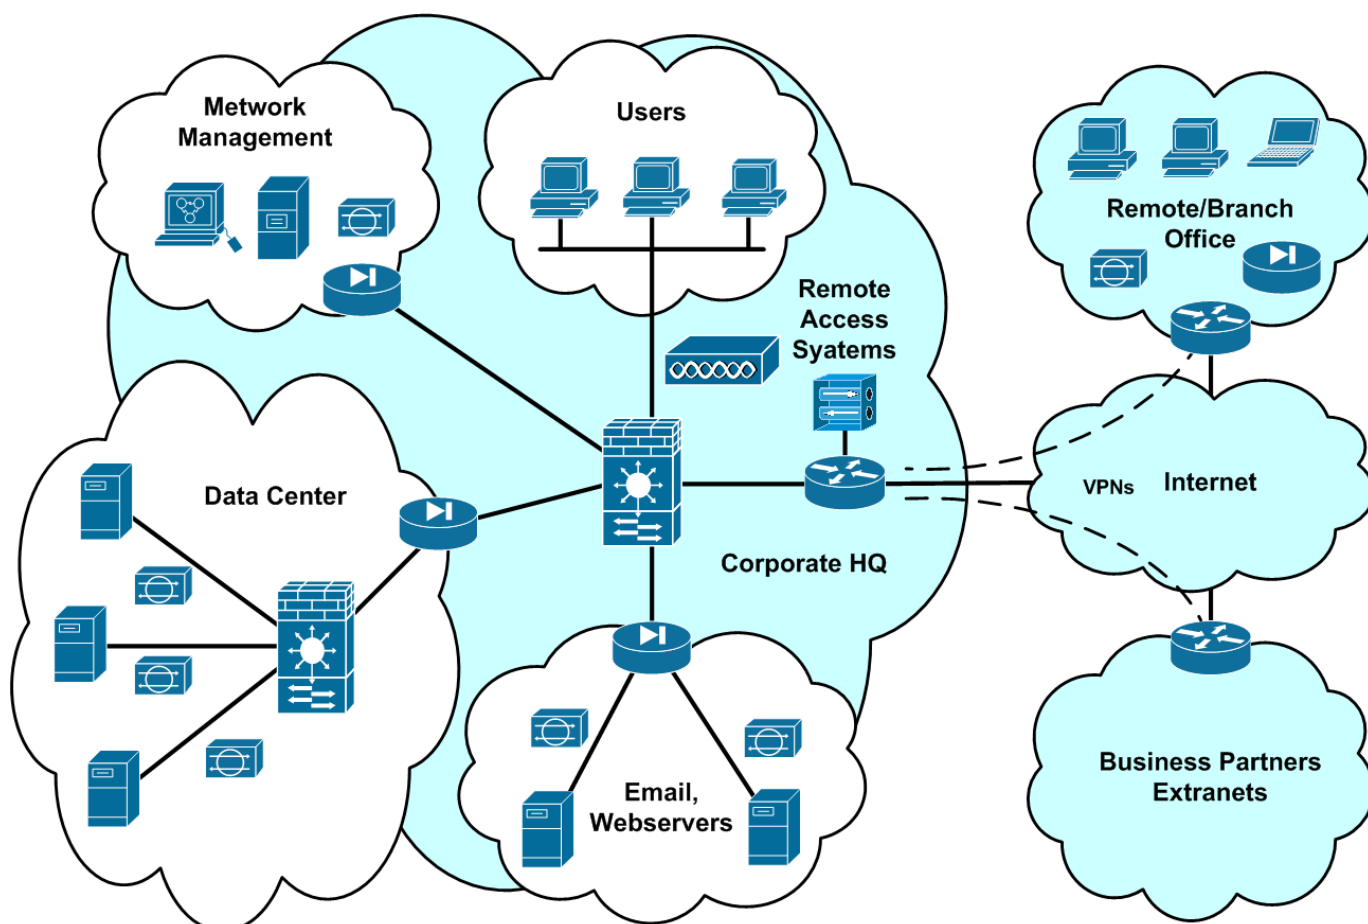 Metwork
Management
Users
Remote/Branch
Office
Remote
Access
Syatems
Data Center
VPNs
Internet
Corporate HQ
Email,
Webservers
Business Partners
Extranets